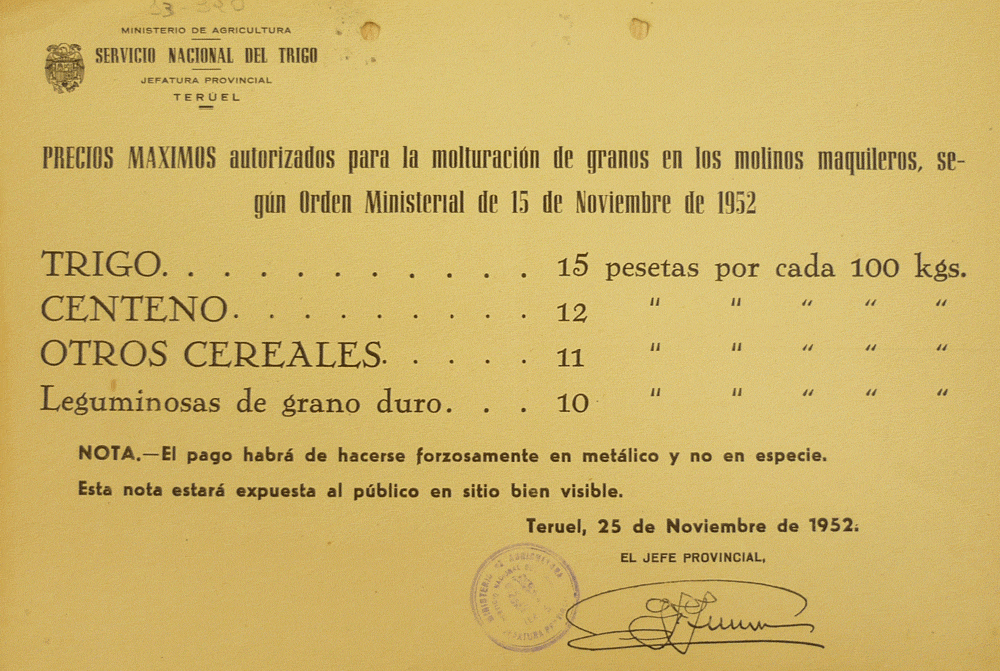 MINISTERIO DE AGRICULTURA
SERVICIO NACIONAL DEL TRIGO
JEFATURA PROVINCIAL
TERUEL
PRECIOS MAXIMOS autorizados para la molturación de granos en los molinos maquileros, se-
gún Orden Ministerial de 15 de Noviembre de 1952
TRIGO. . . . . . . . . . . . 15 pesetas por cada 100 kgs.
CENTENO. . . . . . . . . 12 " " " " "
OTROS CEREALES. . . . . 11 " " " " "
Leguminosas de grano duro. . . 10 " " " " "
NOTA.—El pago habrá de hacerse forzosamente en metálico y no en especie.
Esta nota estará expuesta al público en sitio bien visible.
Teruel, 25 de Noviembre de 1952.
EL JEFE PROVINCIAL,
MINISTERIO DE AGRICULTURA